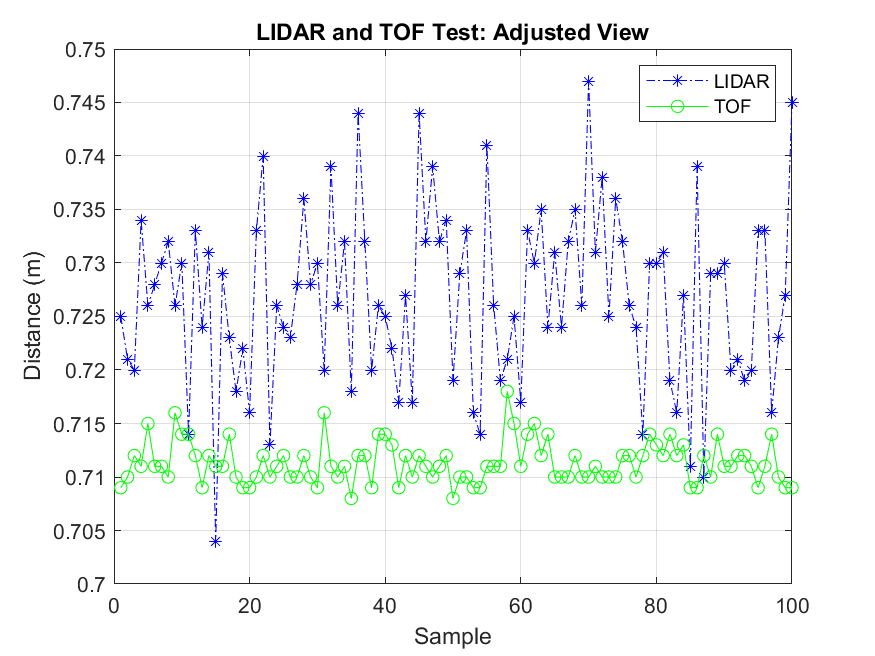 LIDAR and TOF Test: Adjusted View
LIDAR
TOF
0.75
0.745
0.74
0.735
0.73
0.725
0.72
0.715
0.71
0.705
0.7
Distance (m)
0 20 40 60 80 100
Sample